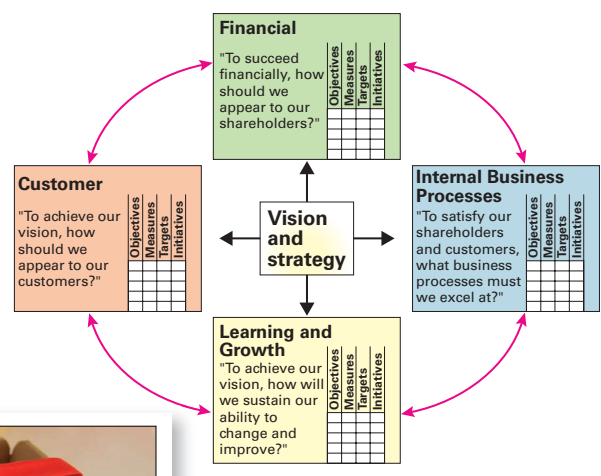 Financial
"To succeed
financially, how
should we
appear to our
shareholders?"
Objectives
Measures
Targets
Initiatives
Customer
"To achieve our
vision, how
should we
appear to our
customers?"
Objectives
Measures
Targets
Initiatives
Vision
and
strategy
Internal Business
Processes
"To satisfy our
shareholders
and customers,
what business
processes must
we excel at?"
Objectives
Measures
Targets
Initiatives
Learning and
Growth
"To achieve our
vision, how will
we sustain our
ability to
change and
improve?"
Objectives
Measures
Targets
Initiatives